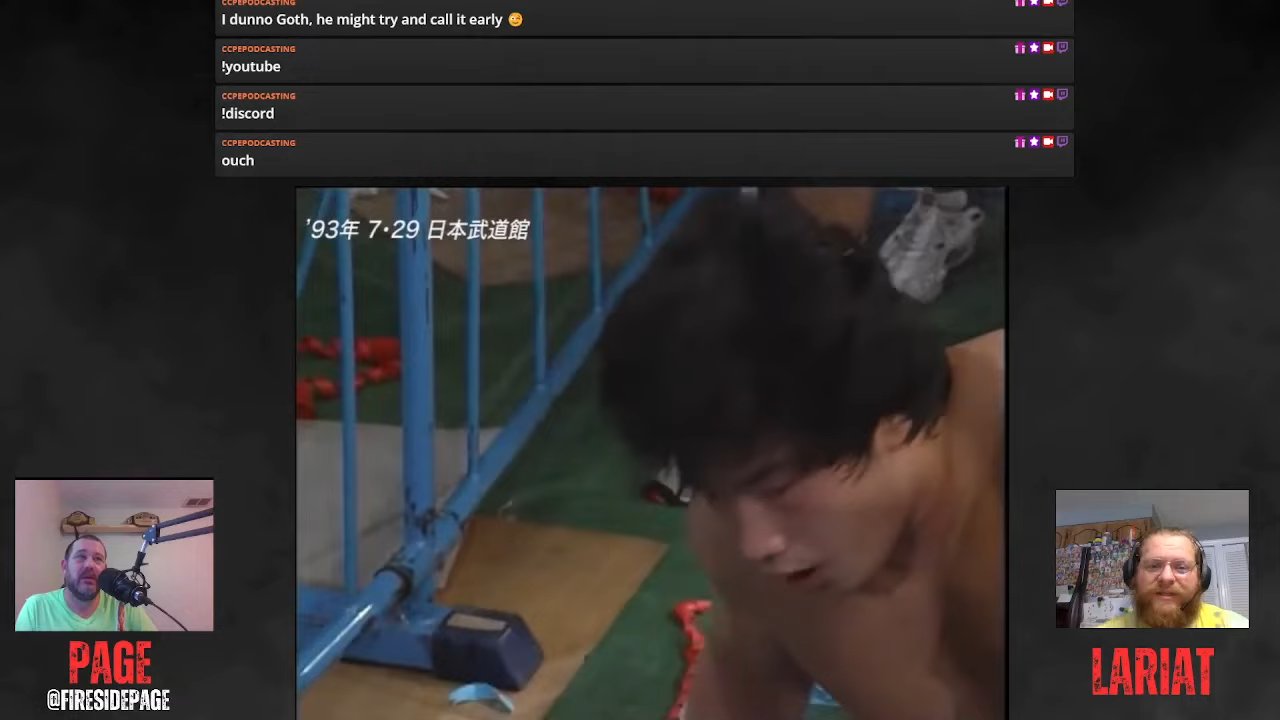 CCPEPODCASTING
I dunno Goth, he might try and call it early
CCPEPODCASTING
!youtube
CCPEPODCASTING
!discord
CCPEPODCASTING
ouch
'93年 7・29 日本武道館
PAGE
@FIRESIDEPAGE
LARIAT